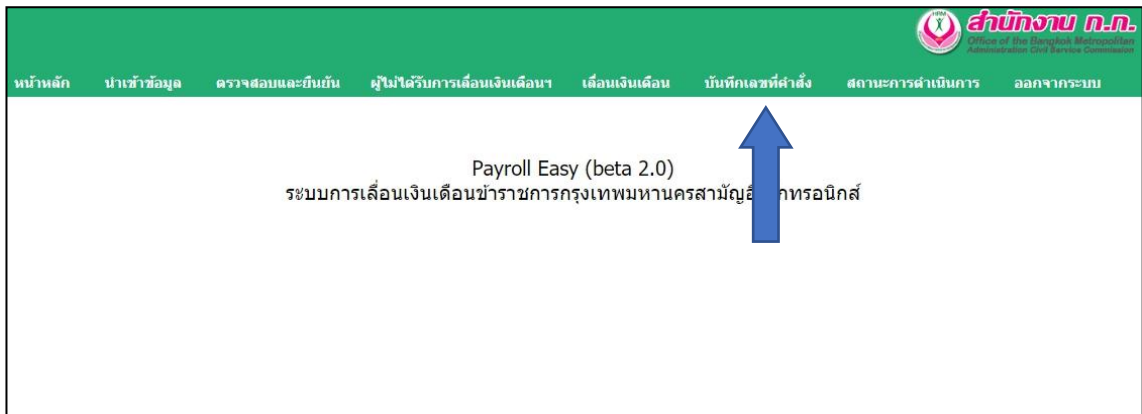 HRM
สำนักงาน ก.ก.
Office of the Bangkok Metropolitan
Administration Civil Service Commission
หน้าหลัก นำเข้าข้อมูล ตรวจสอบและยืนยัน ผู้ไม่ได้รับการเลื่อนเงินเดือนฯ เลื่อนเงินเดือน บันทึกเลขที่คำสั่ง สถานะการดำเนินการ ออกจากระบบ
Payroll Easy (beta 2.0)
ระบบการเลื่อนเงินเดือนข้าราชการกรุงเทพมหานครสามัญ